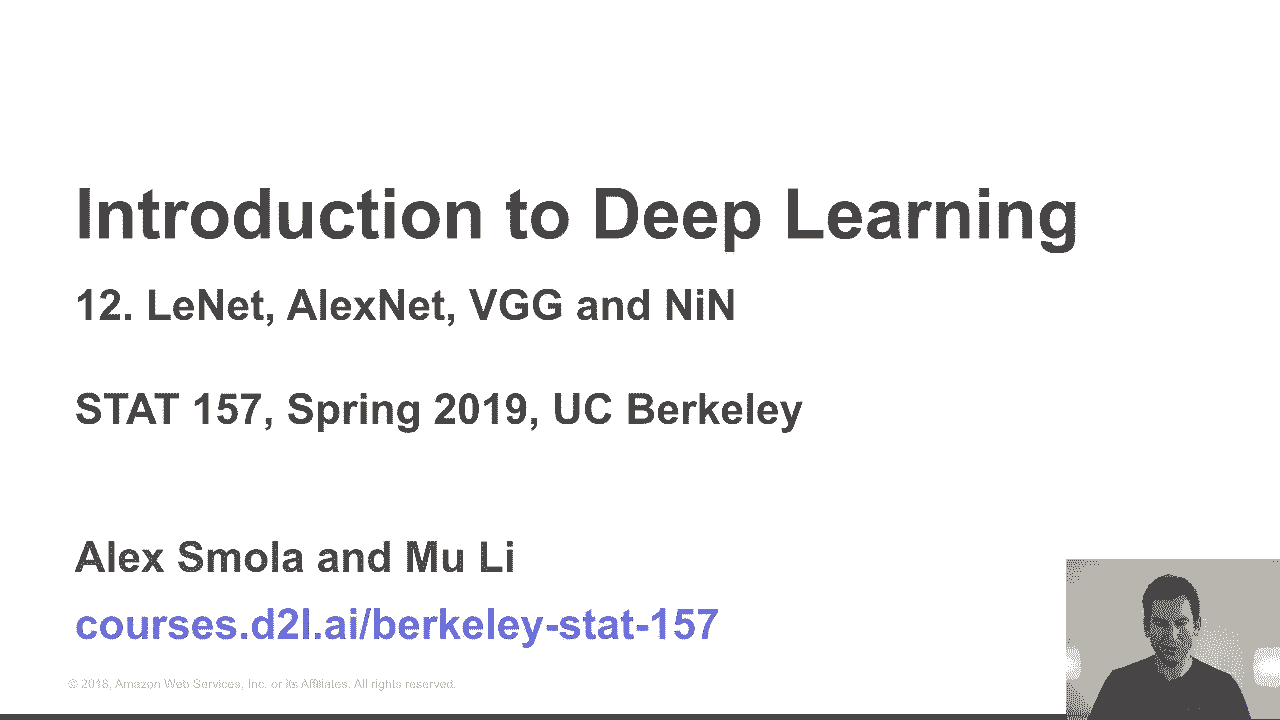 Introduction to Deep Learning
12. LeNet, AlexNet, VGG and NiN
STAT 157, Spring 2019, UC Berkeley
Alex Smola and Mu Li
courses.d2l.ai/berkeley-stat-157
© 2018, Amazon Web Services, Inc. or its Affiliates. All rights reserved.